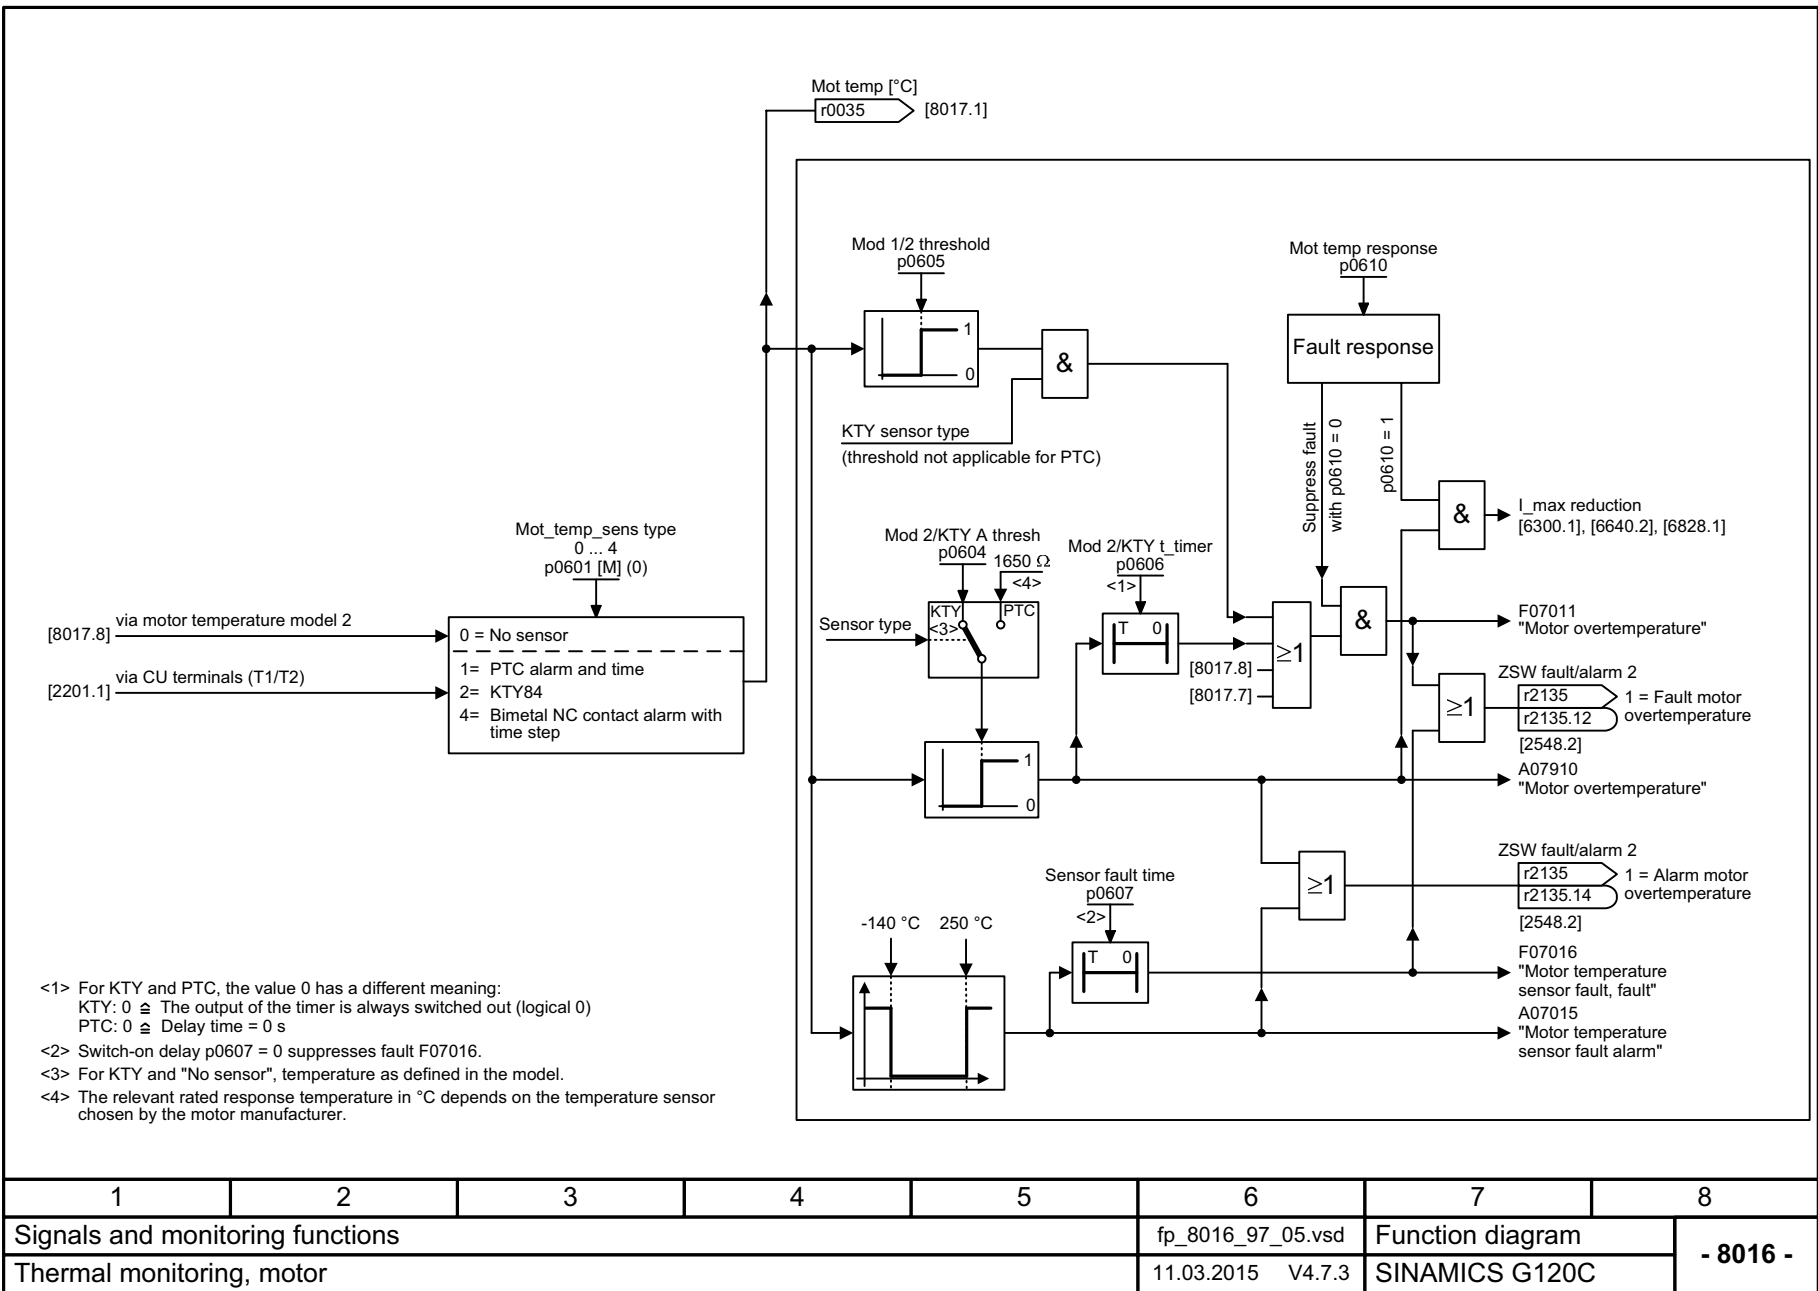 Mot temp [°C]
r0035
[8017.1]
Mod 1/2 threshold
p0605
1
0
&
KTY sensor type
(threshold not applicable for PTC)
Mot temp response
p0610
Fault response
Suppress fault
with p0610 = 0
p0610 = 1
&
I_max reduction
[6300.1], [6640.2], [6828.1]
Mot_temp_sens type
0 ... 4
p0601 [M] (0)
[8017.8]
via motor temperature model 2
[2201.1]
via CU terminals (T1/T2)
0 = No sensor
1= PTC alarm and time
2= KTY84
4= Bimetal NC contact alarm with
time step
Mod 2/KTY A thresh
p0604
1650 Ω
<4>
Sensor type
KTY
<3>
PTC
Mod 2/KTY t_timer
p0606
<1>
T 0
[8017.8]
[8017.7]
≥1
&
F07011
"Motor overtemperature"
ZSW fault/alarm 2
r2135
r2135.12
1 = Fault motor
overtemperature
[2548.2]
≥1
1
0
A07910
"Motor overtemperature"
ZSW fault/alarm 2
r2135
r2135.14
1 = Alarm motor
overtemperature
[2548.2]
≥1
Sensor fault time
p0607
<2>
T 0
-140 °C
250 °C
F07016
"Motor temperature
sensor fault, fault"
A07015
"Motor temperature
sensor fault alarm"
<1> For KTY and PTC, the value 0 has a different meaning:
KTY: 0 ≙ The output of the timer is always switched out (logical 0)
PTC: 0 ≙ Delay time = 0 s
<2> Switch-on delay p0607 = 0 suppresses fault F07016.
<3> For KTY and "No sensor", temperature as defined in the model.
<4> The relevant rated response temperature in °C depends on the temperature sensor
chosen by the motor manufacturer.
1 2 3 4 5 6 7 8
Signals and monitoring functions
fp_8016_97_05.vsd
Function diagram
- 8016 -
Thermal monitoring, motor
11.03.2015 V4.7.3
SINAMICS G120C